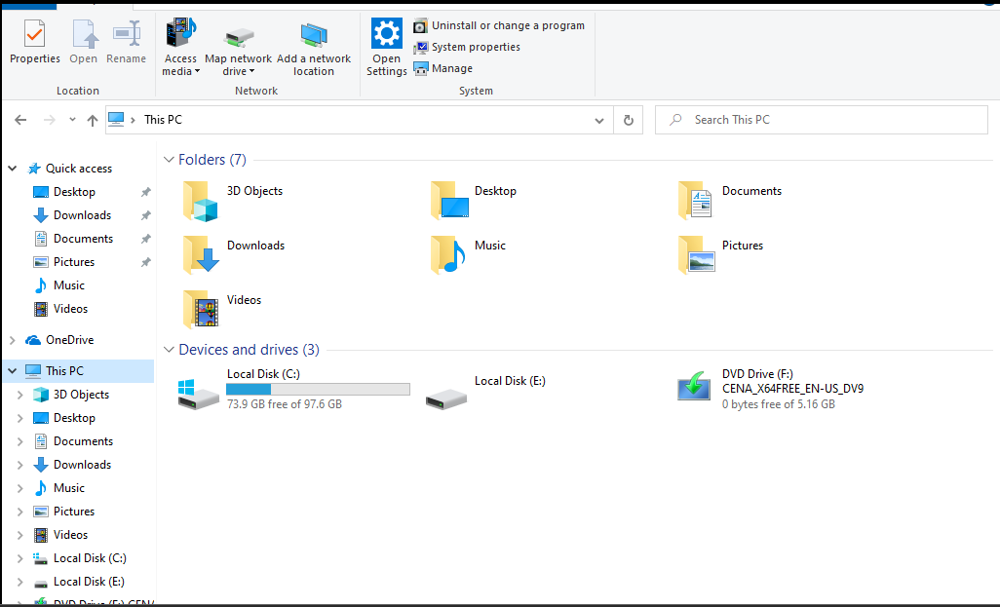 Properties
Open
Rename
Access media
Map network drive
Add a network location
Open Settings
Uninstall or change a program
System properties
Manage
Location
Network
System
This PC
Search This PC
Quick access
Desktop
Downloads
Documents
Pictures
Music
Videos
OneDrive
This PC
3D Objects
Desktop
Documents
Downloads
Music
Pictures
Videos
Local Disk (C:)
Local Disk (E:)
DVD Drive (F:) CENA
Folders (7)
3D Objects
Desktop
Documents
Downloads
Music
Pictures
Videos
Devices and drives (3)
Local Disk (C:)
73.9 GB free of 97.6 GB
Local Disk (E:)
DVD Drive (F:)
CENA_X64FREE_EN-US_DV9
0 bytes free of 5.16 GB